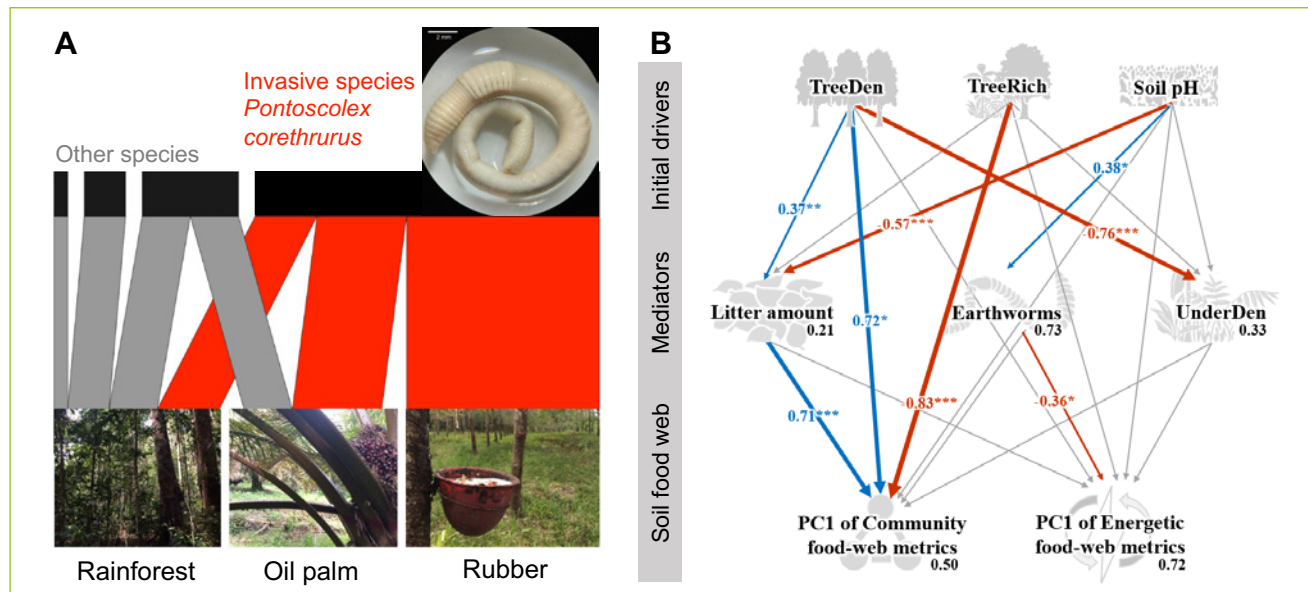 A
2 mm
Invasive species
Pontoscolex
corethrurus
Other species
Rainforest
Oil palm
Rubber
B
Initial drivers
Mediators
Soil food web
TreeDen
TreeRich
Soil pH
0.38*
0.37**
-0.57***
-0.76***
Litter amount
0.21
Earthworms
0.73
UnderDen
0.33
0.72*
0.71***
-0.83***
-0.36*
PC1 of Community
food-web metrics
0.50
PC1 of Energetic
food-web metrics
0.72